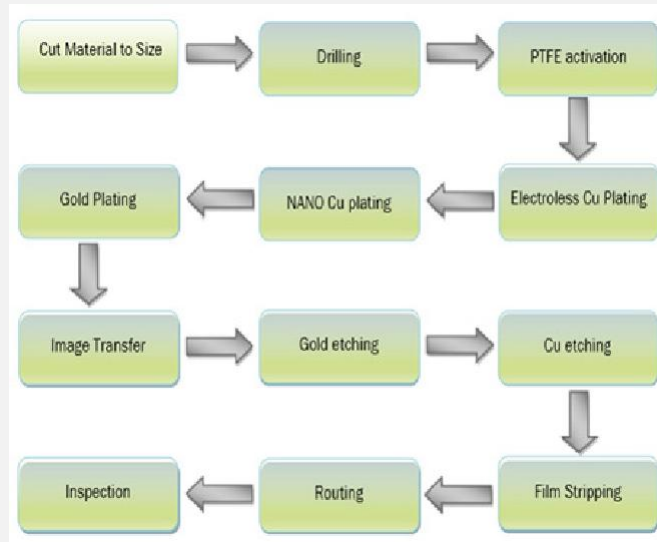 Cut Material to Size
Drilling
PTFE activation
Electroless Cu Plating
NANO Cu plating
Gold Plating
Image Transfer
Gold etching
Cu etching
Film Stripping
Routing
Inspection